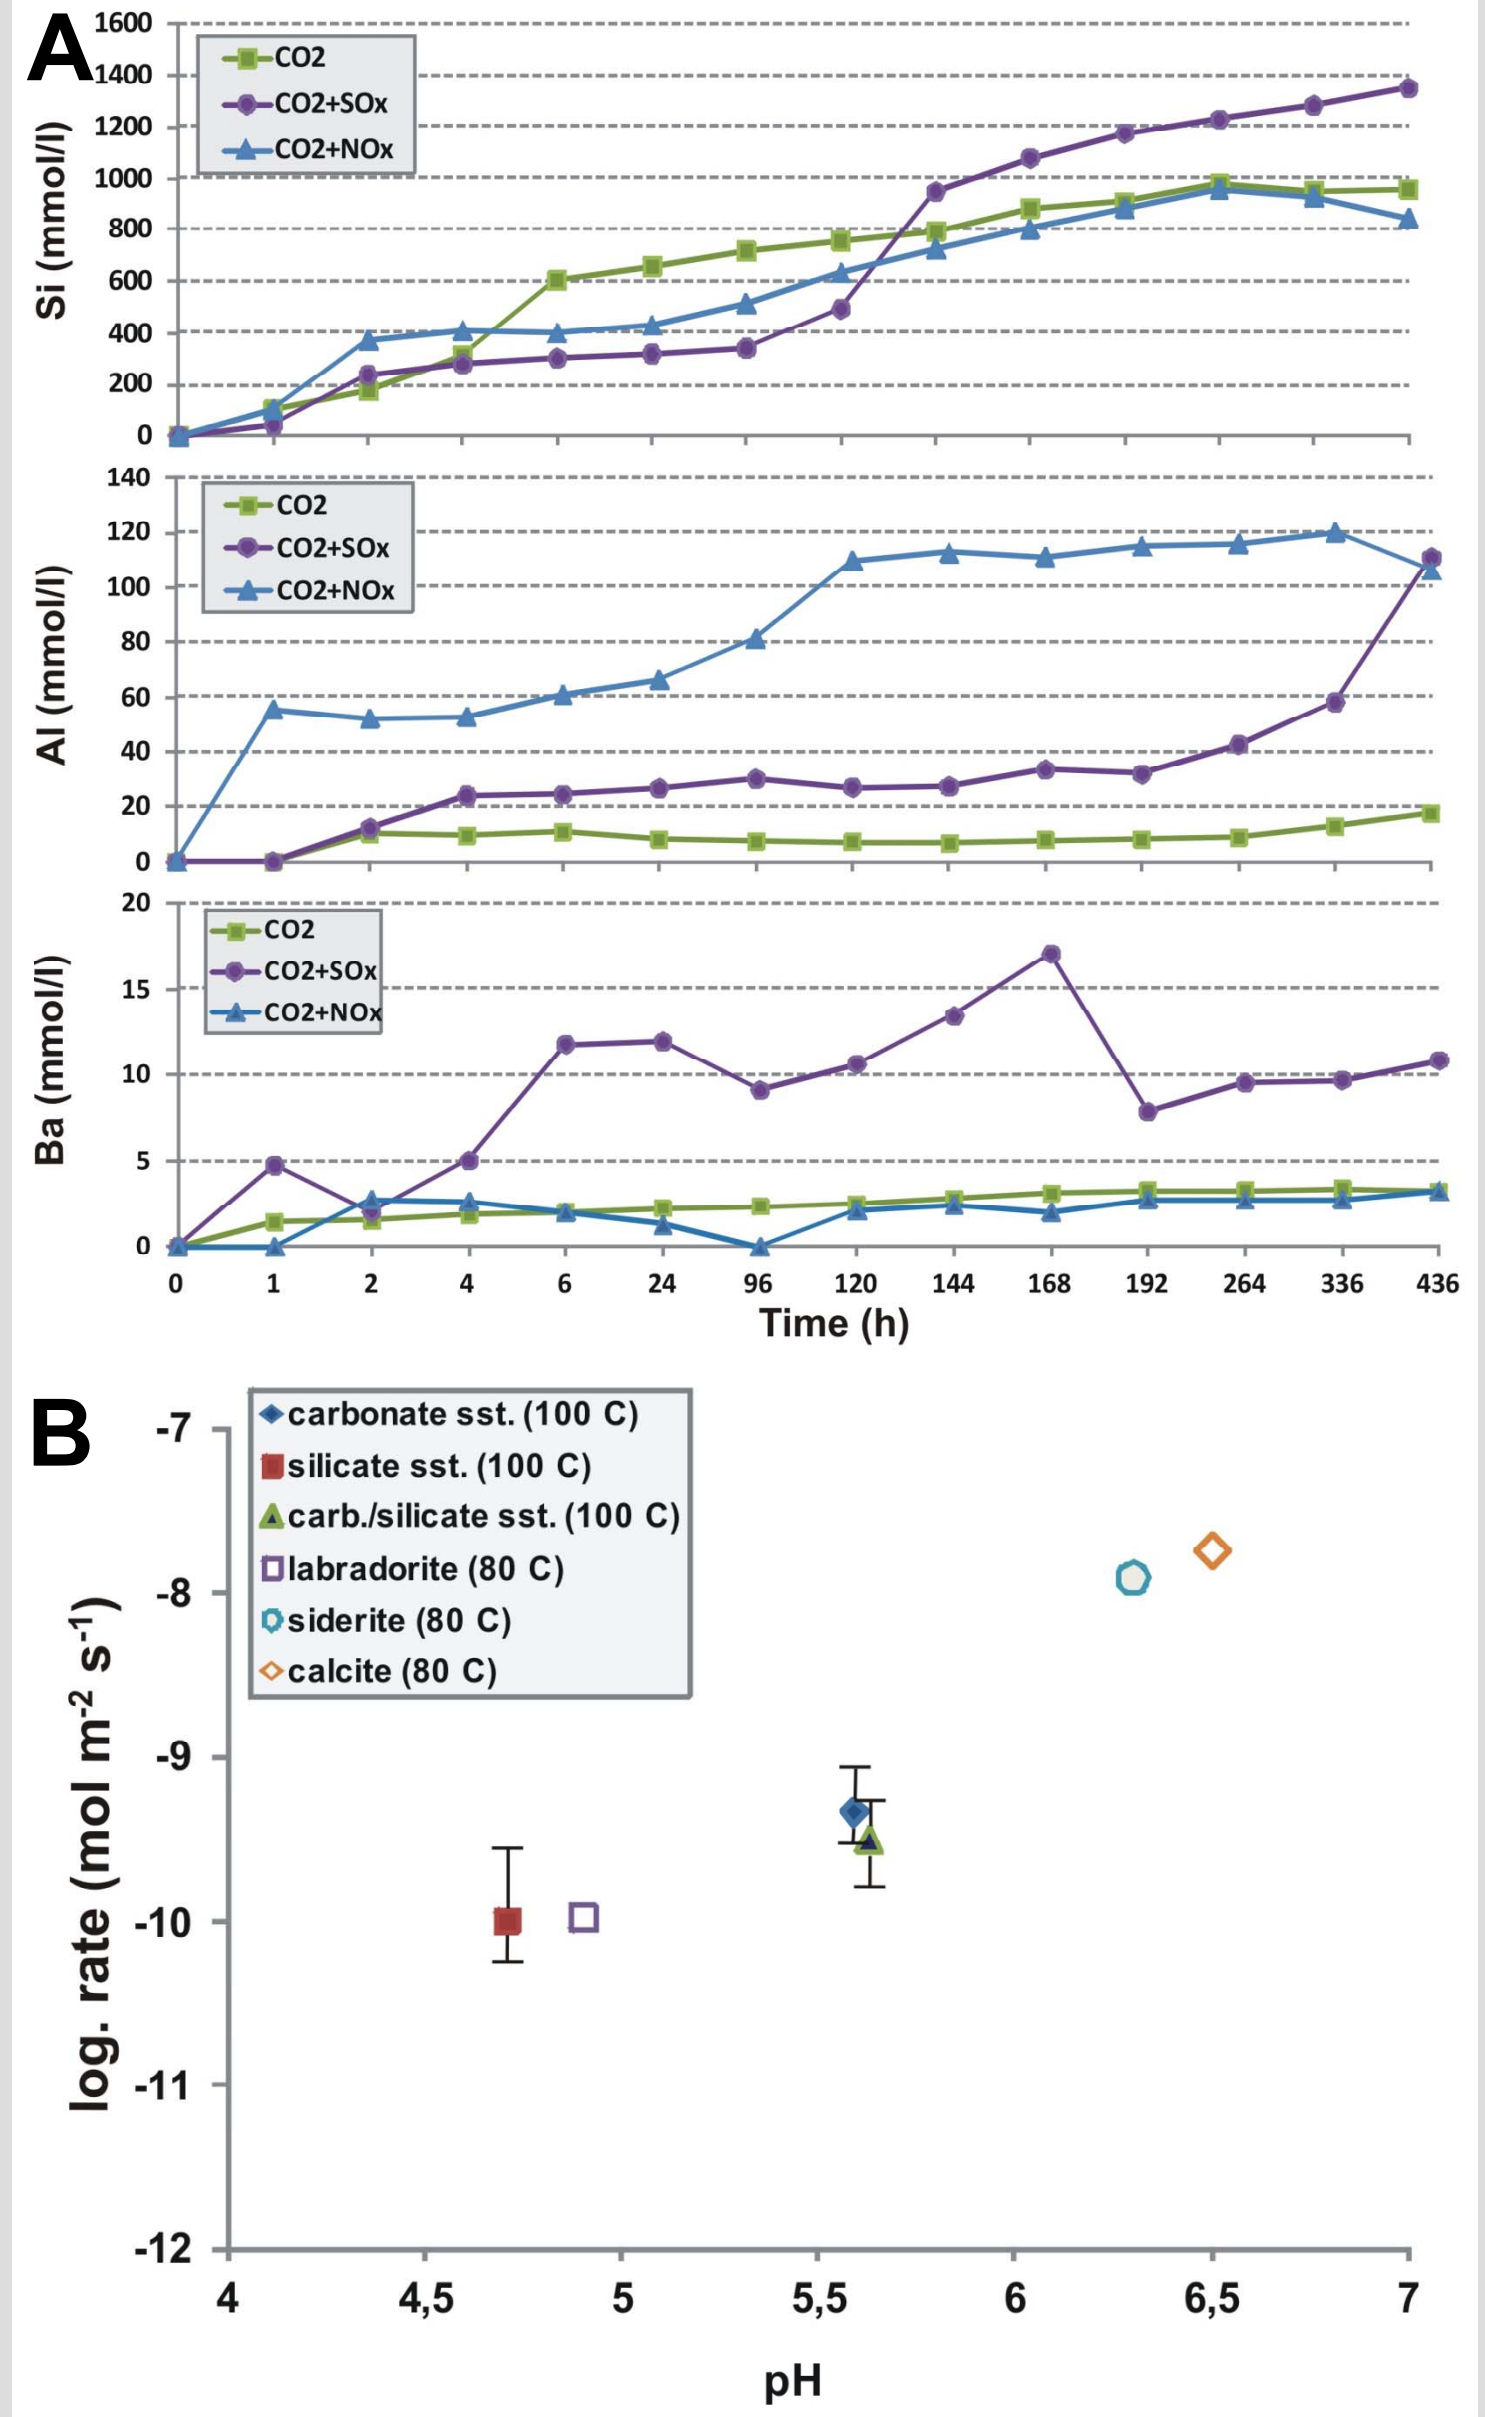 A
Si (mmol/l)
1600
1400
1200
1000
800
600
400
200
0
CO2
CO2+SOx
CO2+NOx
Al (mmol/l)
140
120
100
80
60
40
20
0
CO2
CO2+SOx
CO2+NOx
Ba (mmol/l)
20
15
10
5
0
CO2
CO2+SOx
CO2+NOx
0 1 2 4 6 24 96 120 144 168 192 264 336 436
Time (h)
B
log. rate (mol m-2 s-1)
-7
-8
-9
-10
-11
-12
carbonate sst. (100 C)
silicate sst. (100 C)
carb./silicate sst. (100 C)
labradorite (80 C)
siderite (80 C)
calcite (80 C)
4 4,5 5 5,5 6 6,5 7
pH